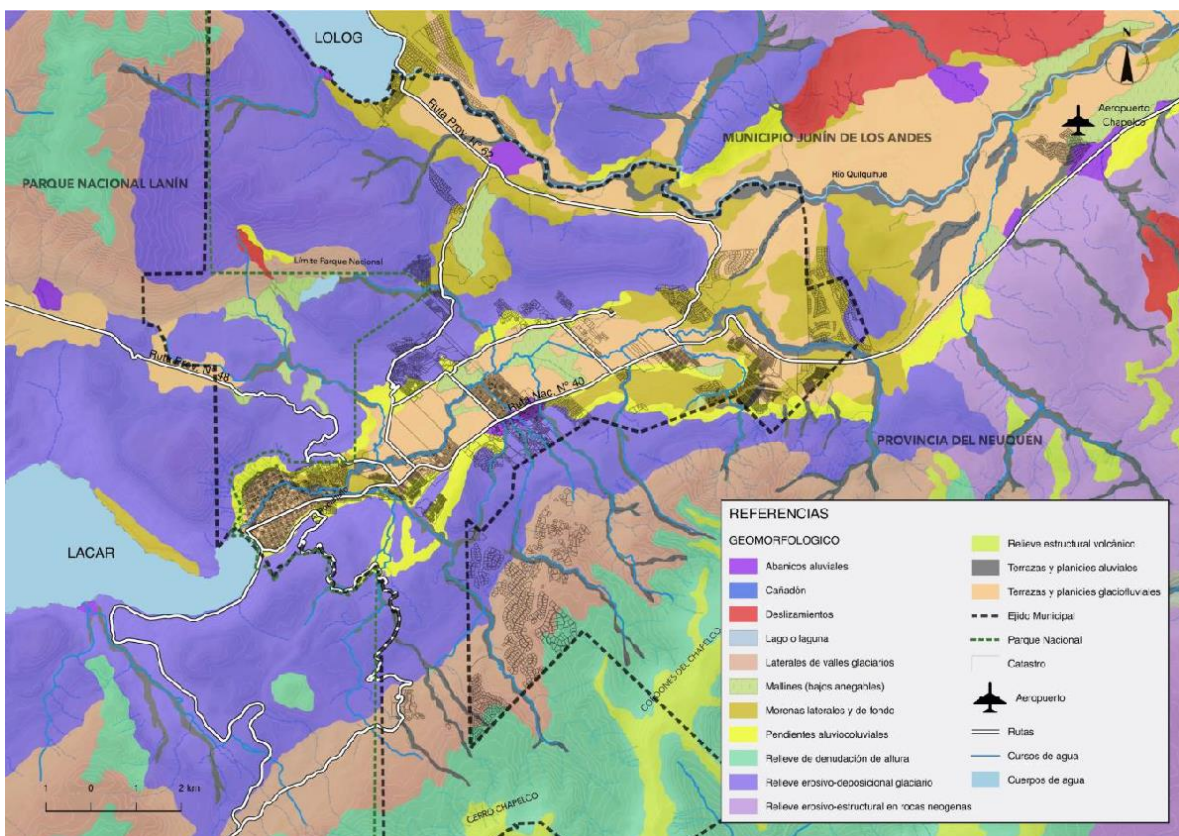 LOLOG
N
Ruta Prov. N° 62
Aeropuerto
Chapelco
MUNICIPIO JUNÍN DE LOS ANDES
PARQUE NACIONAL LANÍN
Río Quilquihue
Límite Parque Nacional
Ruta Prov. N° 48
Ruta Nac. N° 40
PROVINCIA DEL NEUQUEN
LACAR
CORDONES DEL CHAPELCO
CERRO CHAPELCO
1 0 1 2 km
REFERENCIAS
GEOMORFOLOGICO
Abanicos aluviales
Cañadón
Deslizamientos
Lago o laguna
Laterales de valles glaciarios
Mallines (bajos anegables)
Morenas laterales y de fondo
Pendientes aluviocoluviales
Relieve de denudación de altura
Relieve erosivo-deposicional glaciario
Relieve erosivo-estructural en rocas neogenas
Relieve estructural volcánico
Terrazas y planicies aluviales
Terrazas y planicies glaciofluviales
Ejido Municipal
Parque Nacional
Catastro
Aeropuerto
Rutas
Cursos de agua
Cuerpos de agua